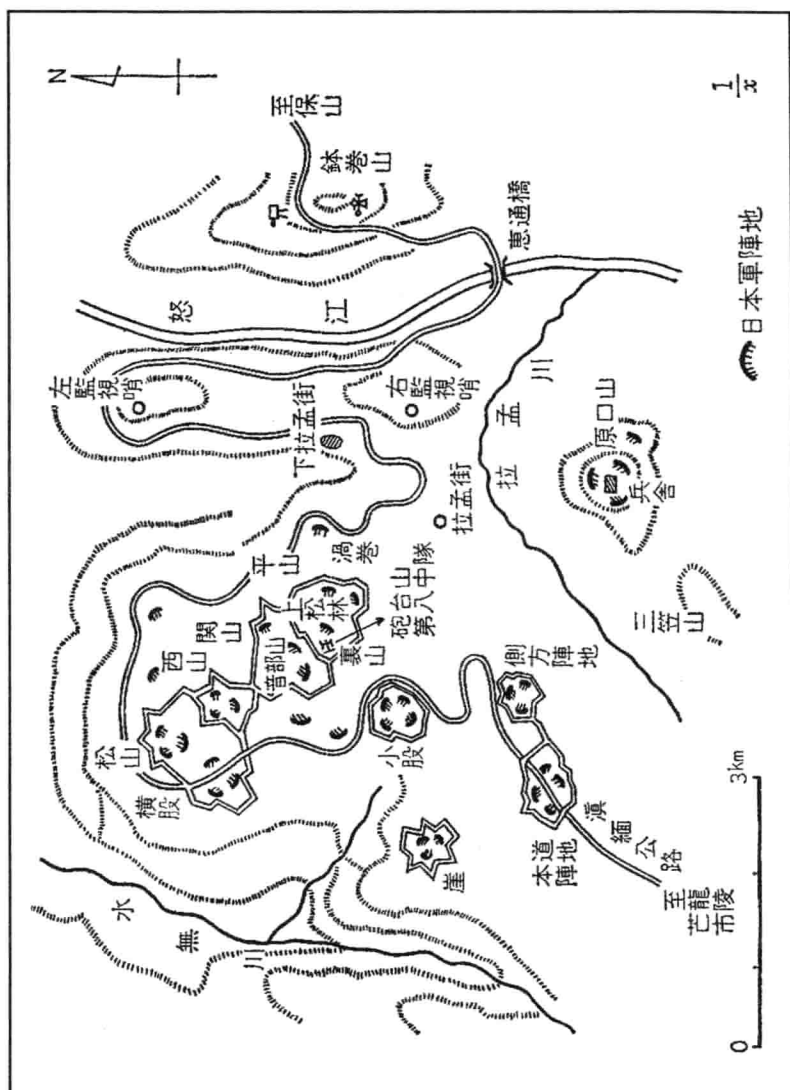 N
至保山
鉢巻山
怒江
恵通橋
左監視哨
右監視哨
下拉孟街
拉孟街
拉孟川
原口山
兵舎
三笠山
平山
渦巻
関山
西山
音部山
上松林
裏山
砲台山
第八中隊
松山
横股
小股
側方陣地
本道陣地
滇緬公路
至龍陵
芒市
崖
水無川
日本軍陣地
1/x
0
3km